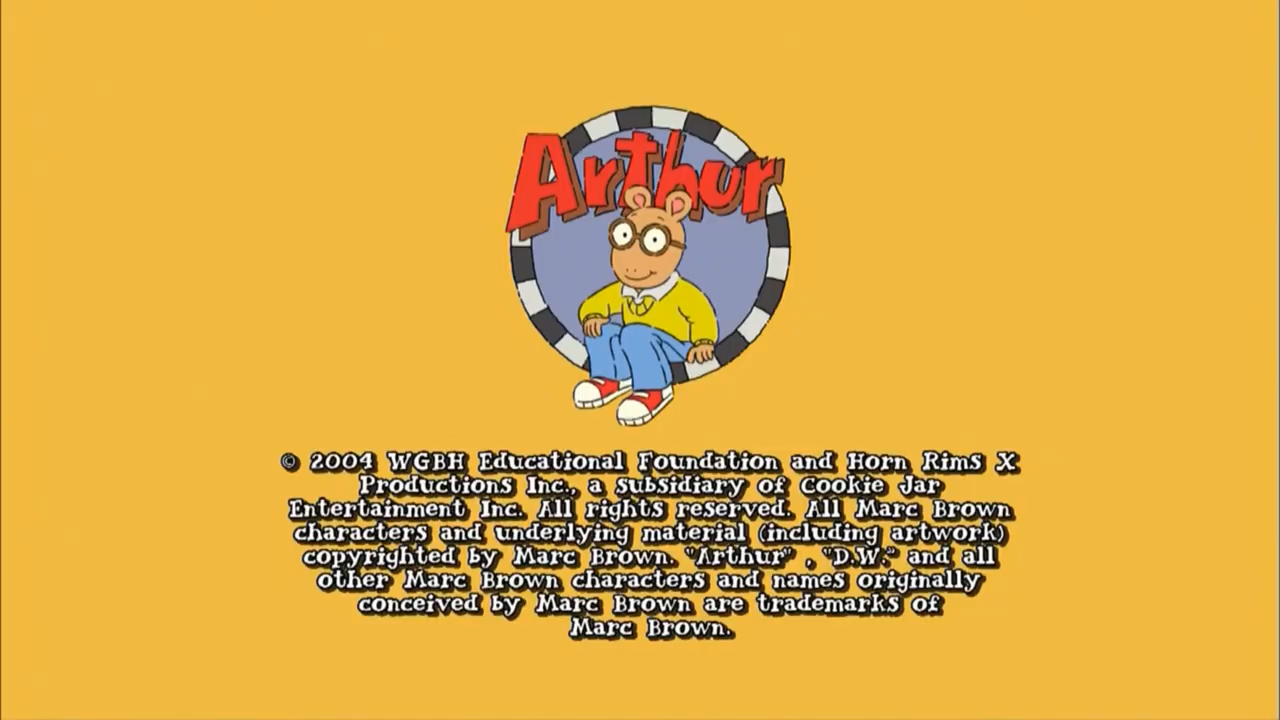 Arthur
© 2004 WGBH Educational Foundation and Horn Rims X
Productions Inc., a subsidiary of Cookie Jar
Entertainment Inc. All rights reserved. All Marc Brown
characters and underlying material (including artwork)
copyrighted by Marc Brown. "Arthur" , "D.W." and all
other Marc Brown characters and names originally
conceived by Marc Brown are trademarks of
Marc Brown.